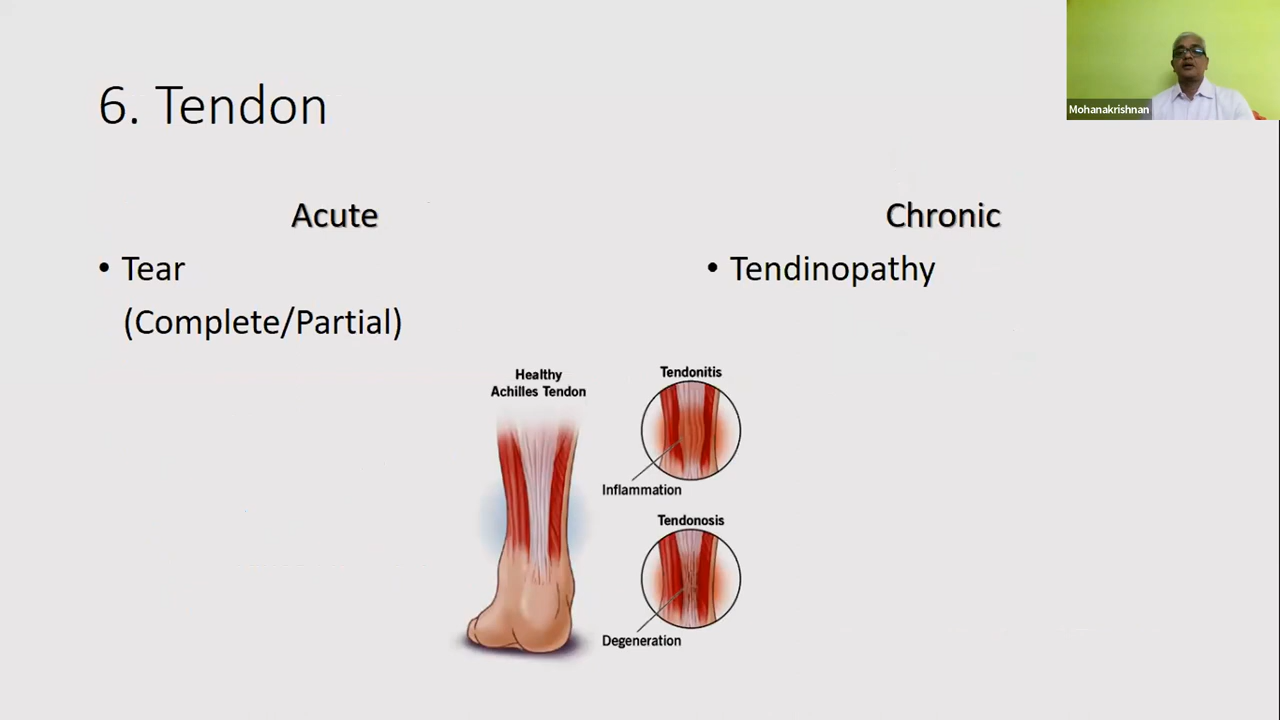 Mohanakrishnan
6. Tendon
Acute
• Tear
(Complete/Partial)
Chronic
• Tendinopathy
Healthy
Achilles Tendon
Tendonitis
Inflammation
Tendonosis
Degeneration